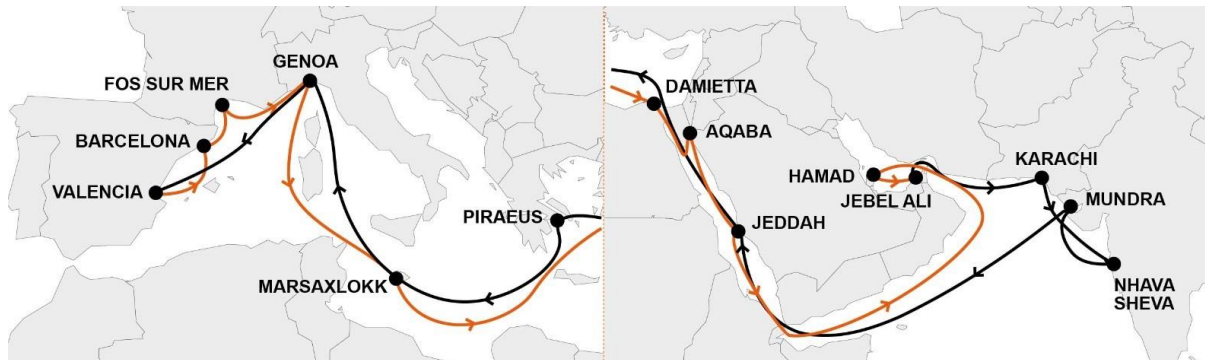 GENOA
FOS SUR MER
BARCELONA
VALENCIA
PIRAEUS
MARSAXLOKK
DAMIETTA
AQABA
HAMAD
JEBEL ALI
KARACHI
MUNDRA
JEDDAH
NHAVA
SHEVA